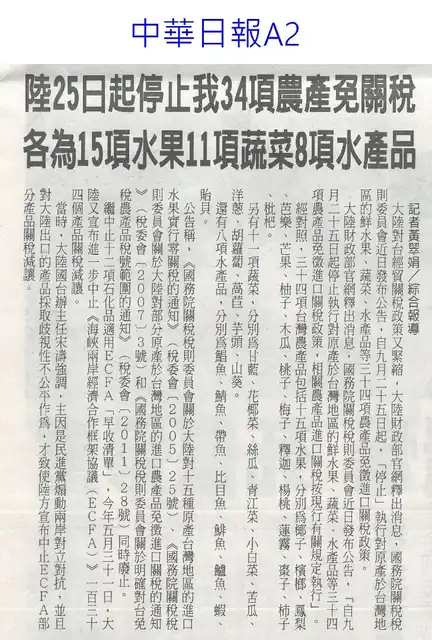 中華日報A2
陸25日起停止我34項農產免關稅
各為15項水果11項蔬菜8項水產品
記者黃翠娟／綜合報導
大陸對台經貿關稅政策又緊縮，大陸財政部官網釋出消息，國務院關稅稅
則委員會近日發布公告，自九月二十五日起，「停止」執行對原產於台灣地
區的鮮水果、蔬菜、水產品等三十四項農產品免徵進口關稅政策。
大陸財政部官網釋出消息，國務院關稅稅則委員會近日發布公告，「自九
月二十五日起停止執行對原產於台灣地區的鮮水果、蔬菜、水產品等三十四
項農產品免徵進口關稅政策，相關農產品進口關稅按現行有關規定執行」。
經對照，三十四項台灣農產品包括十五項水果，分別為椰子、檳榔、鳳梨
、芭樂、芒果、柚子、木瓜、桃子、梅子、釋迦、楊桃、蓮霧、棗子、柿子
、枇杷。
另有十一項蔬菜，分別為甘藍、花椰菜、絲瓜、青江菜、小白菜、苦瓜、
洋蔥、胡蘿蔔、萵苣、芋頭、山葵。
還有八項水產品，分別為鯧魚、鯖魚、帶魚、比目魚、鯡魚、鱸魚、蝦、
貽貝。
公告稱，《國務院關稅稅則委員會關於大陸對十五種原產台灣地區的進口
水果實行零關稅的通知》（稅委會〔2005〕25號）、《國務院關稅稅
則委員會關於大陸對部分原產於台灣地區的進口農產品免徵進口關稅的通知
》（稅委會〔2007〕3號）和《國務院關稅稅則委員會關於明確對台免
稅農產品稅號範圍的通知》（稅委會〔2011〕28號）同時廢止。
繼中止十二項石化品適用ECFA「早收清單」，今年五月三十一日，大
陸又宣布進一步中止《海峽兩岸經濟合作框架協議（ECFA）》一百三十
四個產品關稅減讓。
當時，大陸國台辦主任宋濤強調，主因是民進黨煽動兩岸對立對抗，並且
對大陸出口的產品採取歧視性不公平作為，才致使陸方宣布中止ECFA部
分產品關稅減讓。